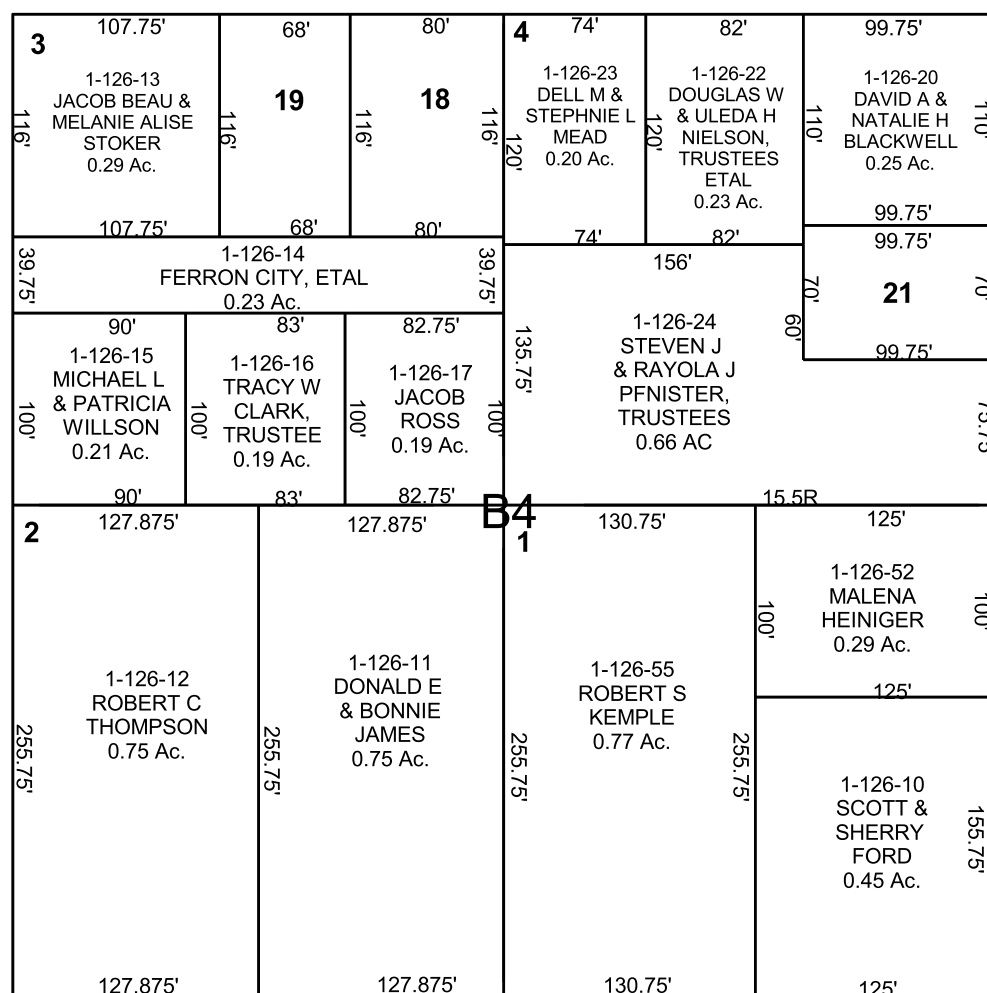 107.75'
68'
80'
74'
82'
99.75'
3
4
1-126-13
JACOB BEAU &
MELANIE ALISE
STOKER
0.29 Ac.
116'
19
116'
18
116'
116'
1-126-23
DELL M &
STEPHNIE L
MEAD
0.20 Ac.
120'
1-126-22
DOUGLAS W
& ULEDA H
NIELSON,
TRUSTEES
ETAL
0.23 Ac.
120'
1-126-20
DAVID A &
NATALIE H
BLACKWELL
0.25 Ac.
110'
110'
107.75'
68'
80'
74'
82'
99.75'
99.75'
39.75'
1-126-14
FERRON CITY, ETAL
0.23 Ac.
39.75'
156'
70'
21
70'
99.75'
60'
90'
83'
82.75'
1-126-15
MICHAEL L
& PATRICIA
WILLSON
0.21 Ac.
100'
1-126-16
TRACY W
CLARK,
TRUSTEE
0.19 Ac.
100'
1-126-17
JACOB
ROSS
0.19 Ac.
100'
100'
135.75'
1-126-24
STEVEN J
& RAYOLA J
PFNISTER,
TRUSTEES
0.66 AC
75.75
90'
83'
82.75'
15.5R
B4
2
1
127.875'
127.875'
130.75'
125'
1-126-52
MALENA
HEINIGER
0.29 Ac.
100'
100'
125'
1-126-12
ROBERT C
THOMPSON
0.75 Ac.
255.75'
1-126-11
DONALD E
& BONNIE
JAMES
0.75 Ac.
255.75'
1-126-55
ROBERT S
KEMPLE
0.77 Ac.
255.75'
255.75'
1-126-10
SCOTT &
SHERRY
FORD
0.45 Ac.
155.75'
127.875'
127.875'
130.75'
125'